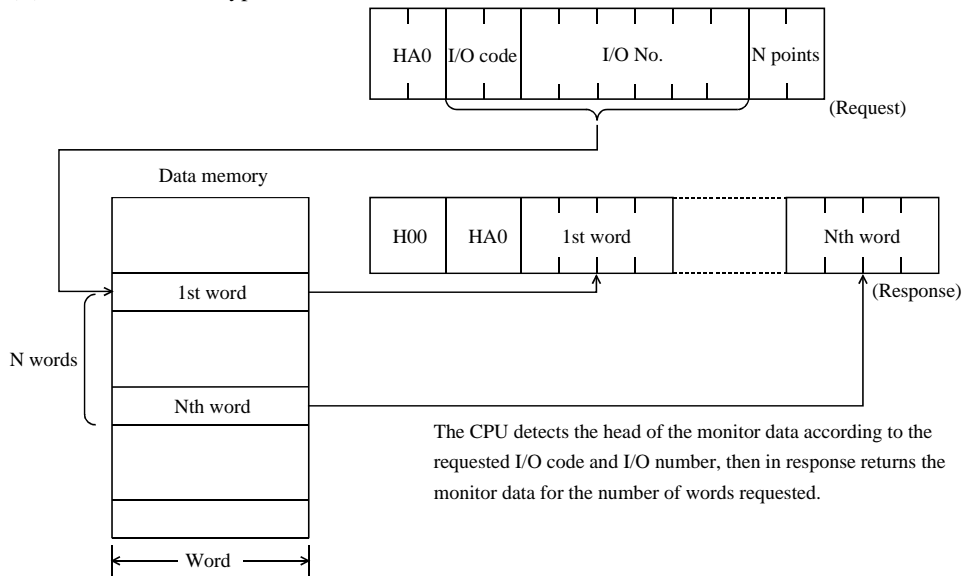 HA0 I/O code I/O No. N points
(Request)
Data memory
H00 HA0 1st word Nth word
1st word
(Response)
N words
Nth word
The CPU detects the head of the monitor data according to the
requested I/O code and I/O number, then in response returns the
monitor data for the number of words requested.
Word